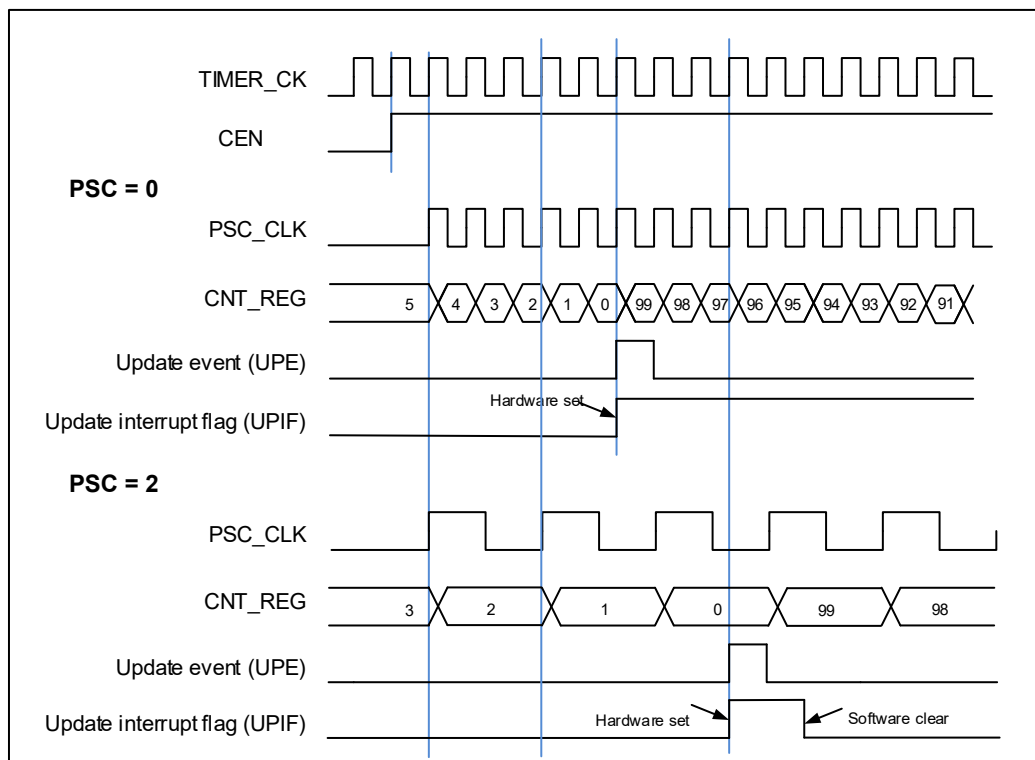 TIMER_CK
CEN
PSC = 0
PSC_CLK
CNT_REG 5 4 3 2 1 0 99 98 97 96 95 94 93 92 91
Update event (UPE)
Hardware set
Update interrupt flag (UPIF)
PSC = 2
PSC_CLK
CNT_REG 3 2 1 0 99 98
Update event (UPE)
Update interrupt flag (UPIF) Hardware set Software clear